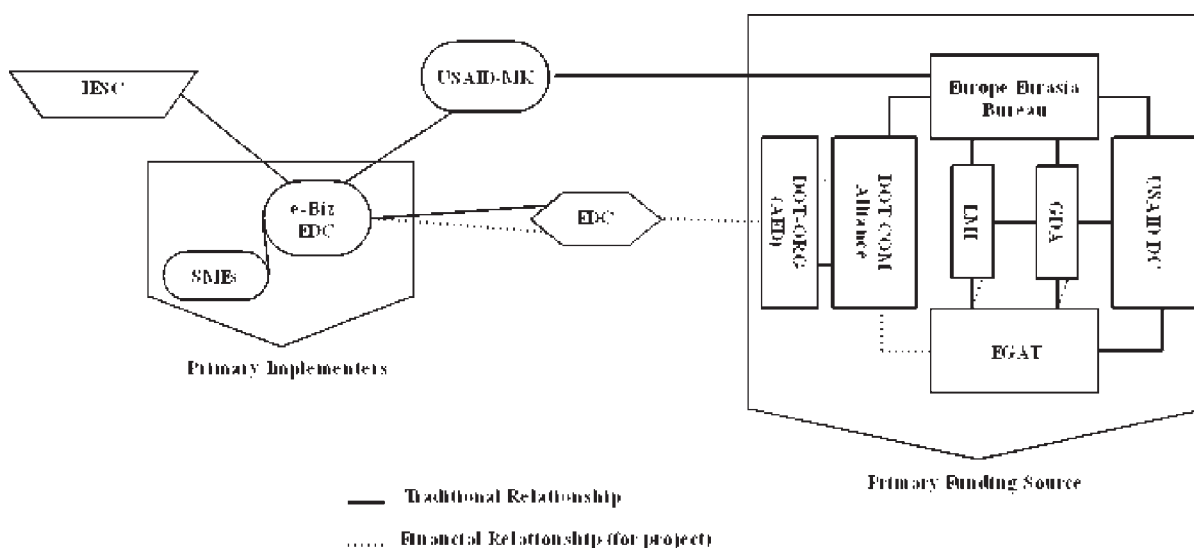 IESC
USAID-MK
Europe Eurasia
Bureau
e-Biz
EDC
SMEs
EDC
DOT-ORG
(AED)
DOT-COM
Alliance
LMI
GDA
USAID DC
EGAT
Primary Implementers
Primary Funding Source
Traditional Relationship
Financial Relationship (for project)